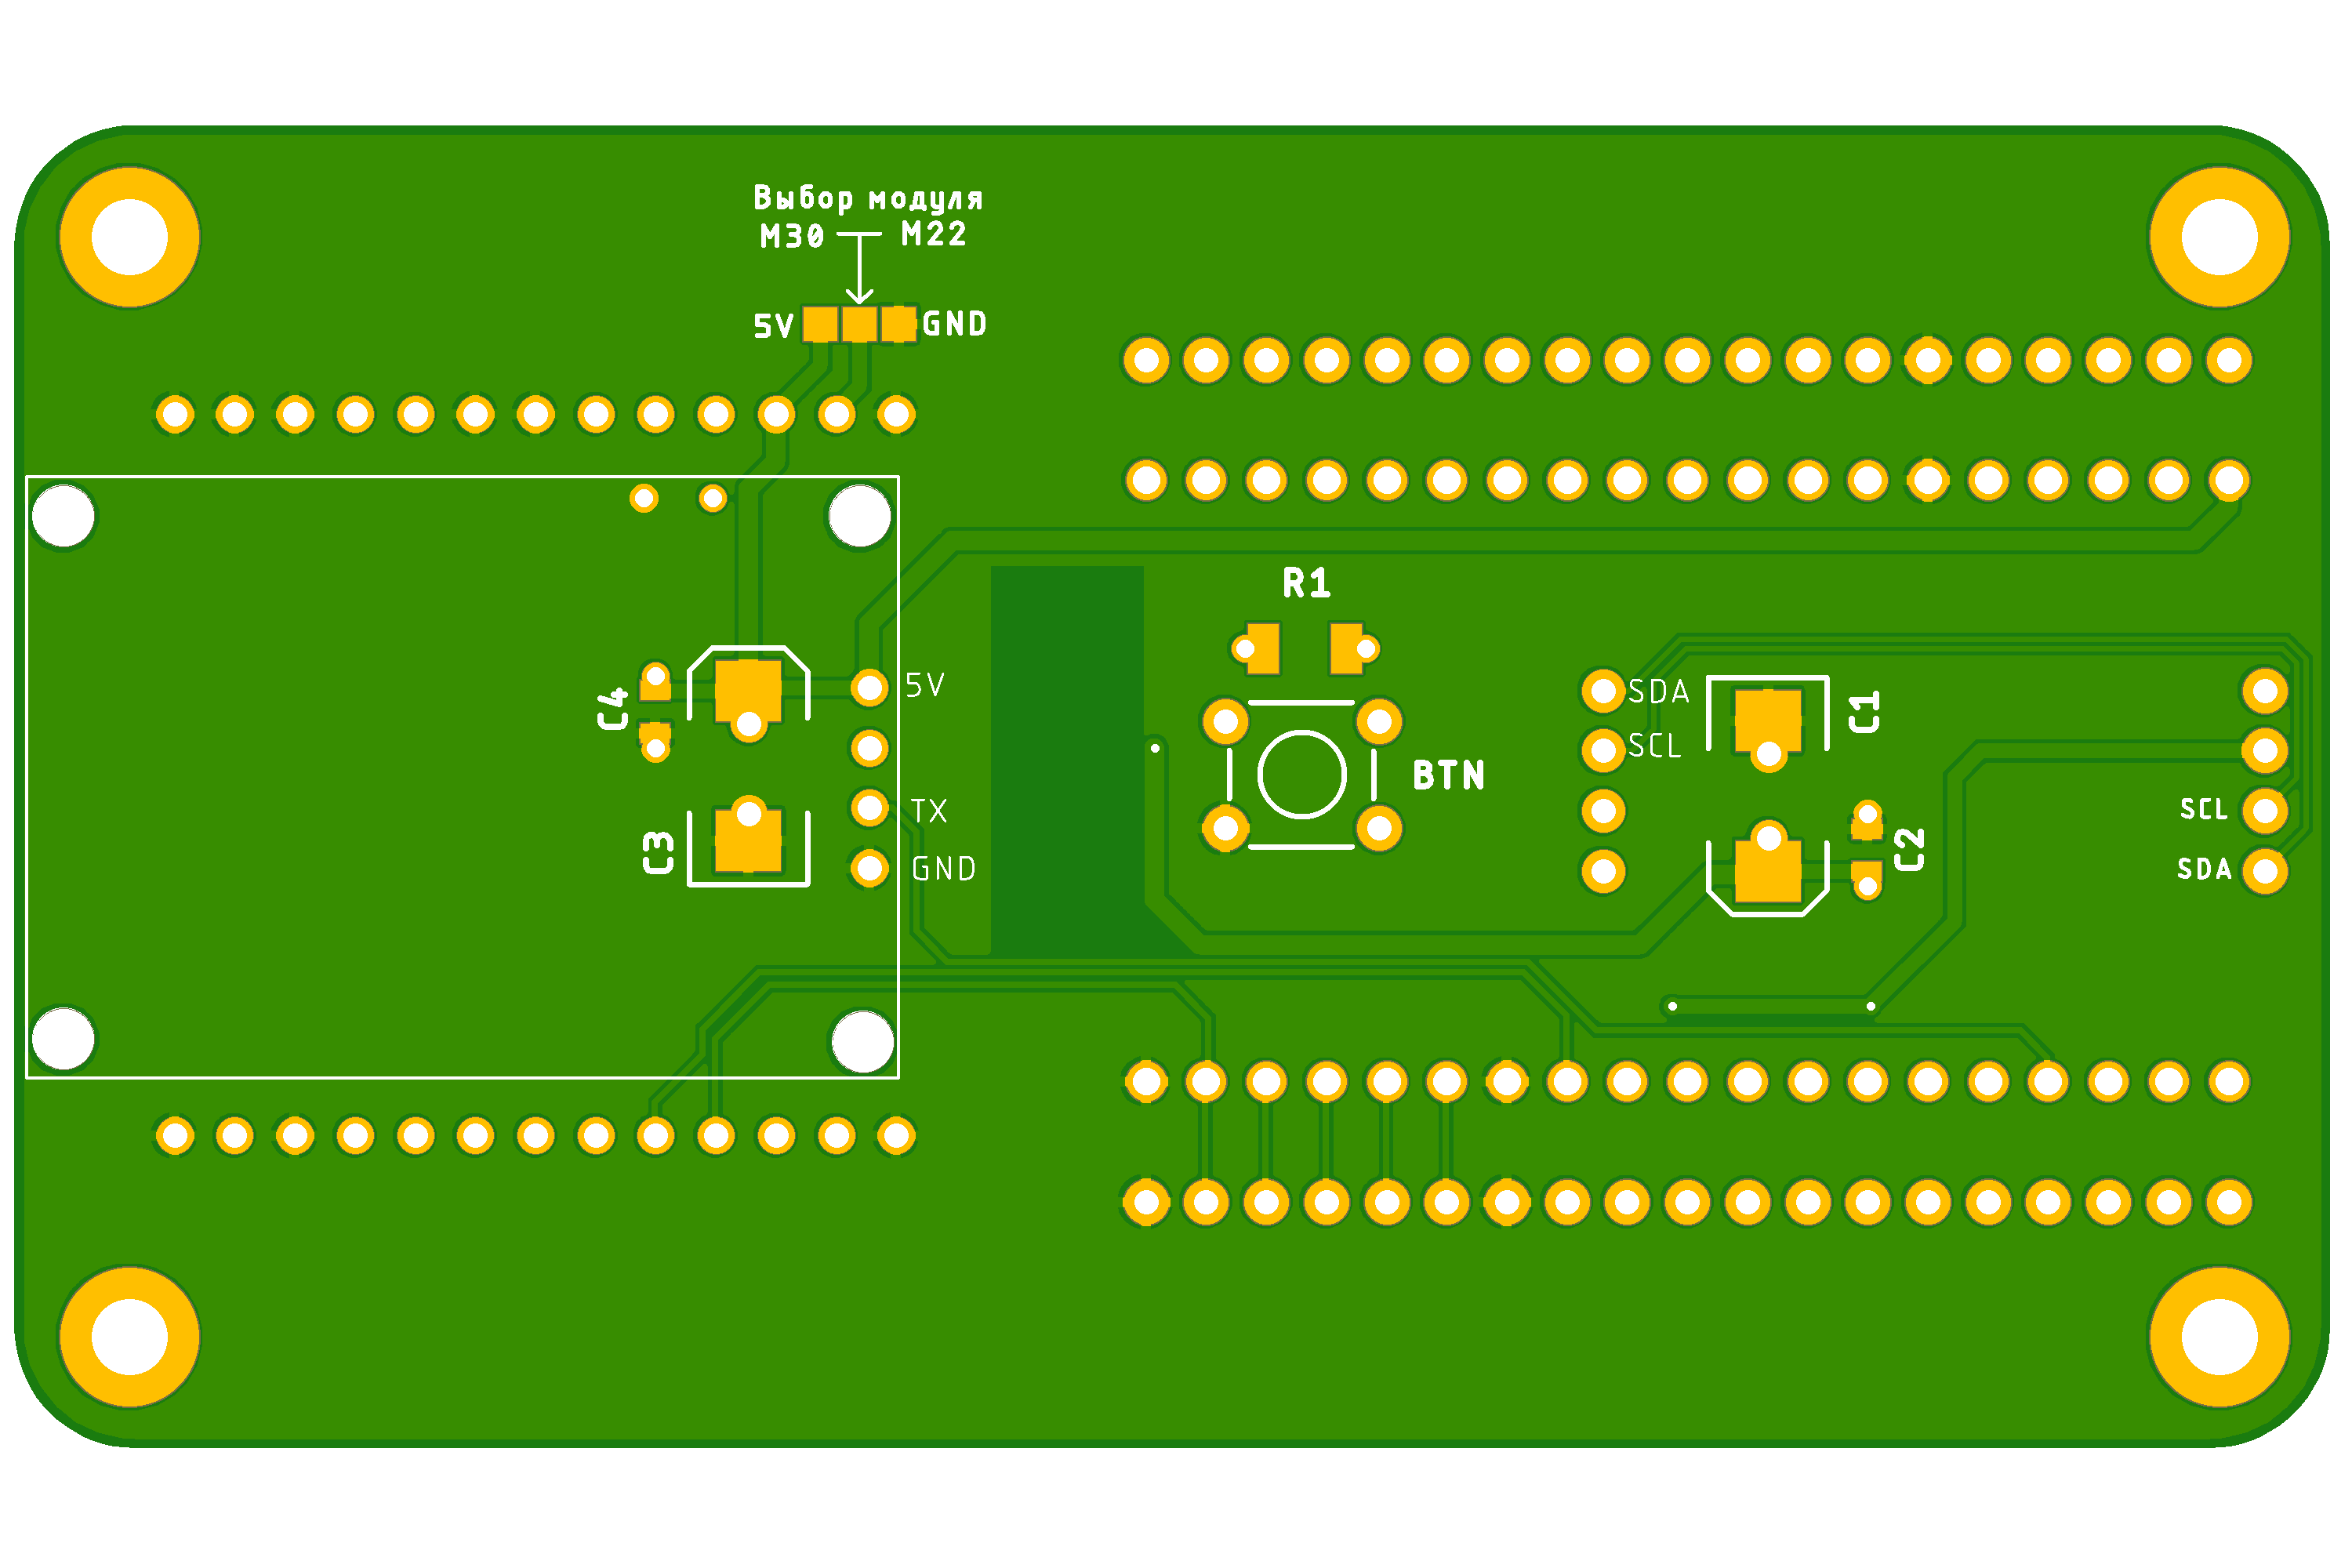 Выбор модуля
M30 M22
5V GND
R1
5V
SDA
C1
C4
SCL
BTN
TX
SCL
C3
C2
GND
SDA